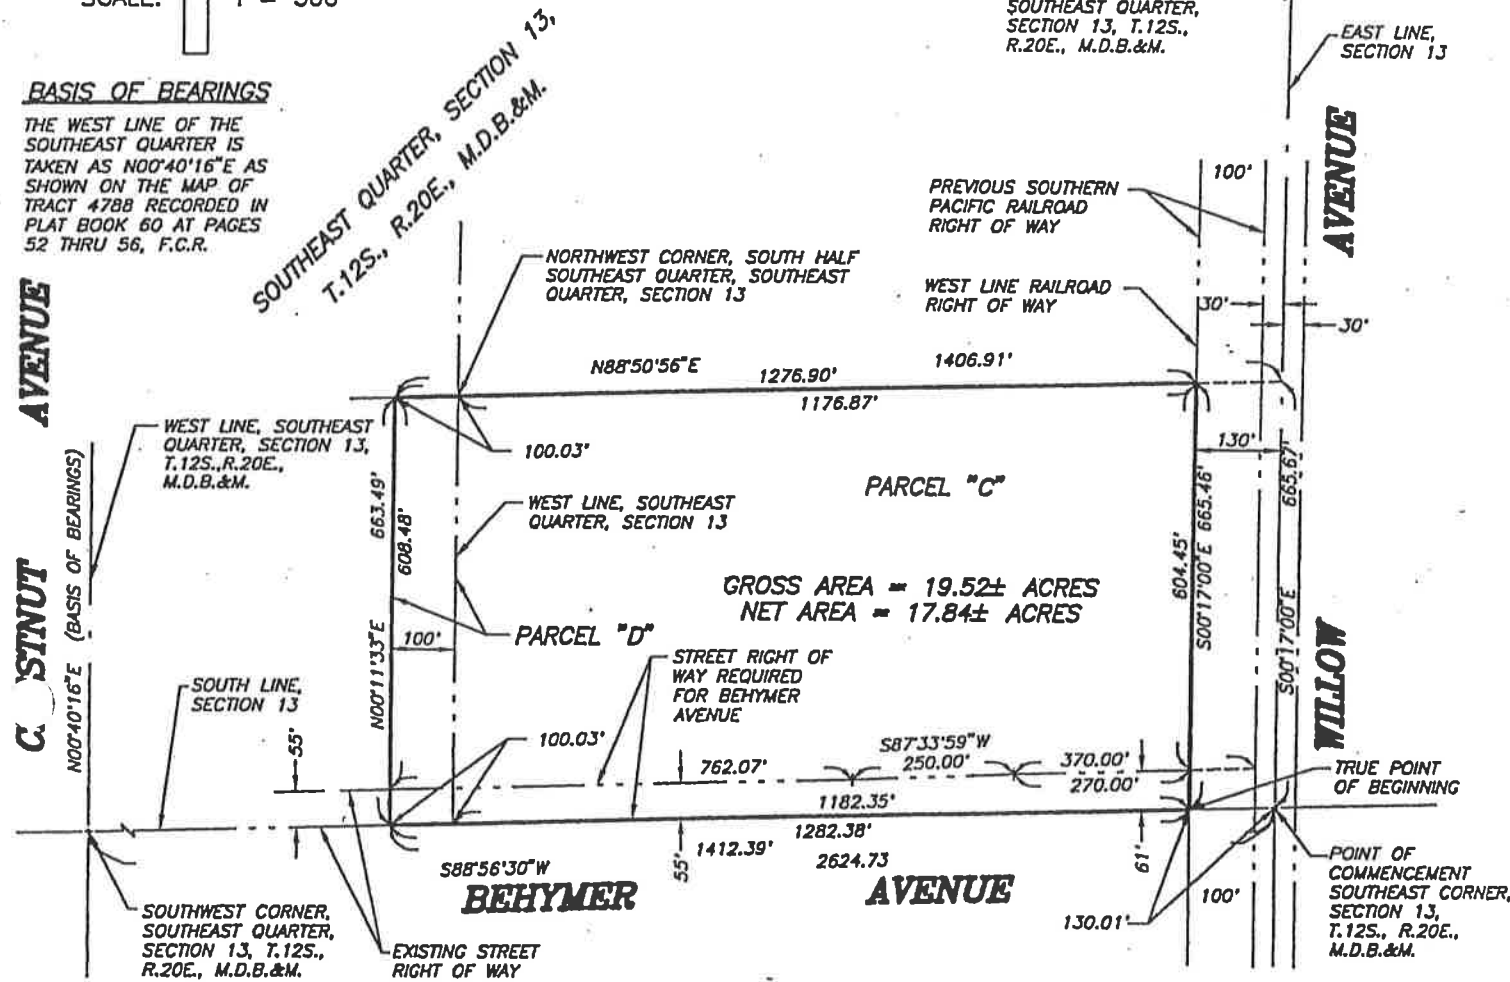 SCALE: 1" = 300'
SOUTHEAST QUARTER,
SECTION 13, T.12S.,
R.20E., M.D.B.&M.
EAST LINE,
SECTION 13
BASIS OF BEARINGS
THE WEST LINE OF THE
SOUTHEAST QUARTER IS
TAKEN AS N00°40'16"E AS
SHOWN ON THE MAP OF
TRACT 4788 RECORDED IN
PLAT BOOK 60 AT PAGES
52 THRU 56, F.C.R.
SOUTHEAST QUARTER, SECTION 13,
T.12S., R.20E., M.D.B.&M.
PREVIOUS SOUTHERN
PACIFIC RAILROAD
RIGHT OF WAY
100'
AVENUE
NORTHWEST CORNER, SOUTH HALF
SOUTHEAST QUARTER, SOUTHEAST
QUARTER, SECTION 13
WEST LINE RAILROAD
RIGHT OF WAY
30'
30'
AVENUE
N88°50'56"E
1276.90'
1406.91'
1176.87'
WEST LINE, SOUTHEAST
QUARTER, SECTION 13,
T.12S.,R.20E.,
M.D.B.&M.
100.03'
130'
PARCEL "C"
663.49'
608.48'
WEST LINE, SOUTHEAST
QUARTER, SECTION 13
665.46'
665.67'
604.45'
S00°17'00"E
S00°17'00"E
GROSS AREA = 19.52± ACRES
NET AREA = 17.84± ACRES
STNUT
N00°40'16"E (BASIS OF BEARINGS)
N00°11'33"E
100'
PARCEL "D"
STREET RIGHT OF
WAY REQUIRED
FOR BEHYMER
AVENUE
WILLOW
SOUTH LINE,
SECTION 13
55'
100.03'
762.07'
S87°33'59"W
250.00'
370.00'
270.00'
TRUE POINT
OF BEGINNING
1182.35'
1282.38'
1412.39'
2624.73
55'
61'
S88°56'30"W
BEHYMER AVENUE
100'
130.01'
POINT OF
COMMENCEMENT
SOUTHEAST CORNER,
SECTION 13,
T.12S., R.20E.,
M.D.B.&M.
SOUTHWEST CORNER,
SOUTHEAST QUARTER,
SECTION 13, T.12S.,
R.20E., M.D.B.&M.
EXISTING STREET
RIGHT OF WAY